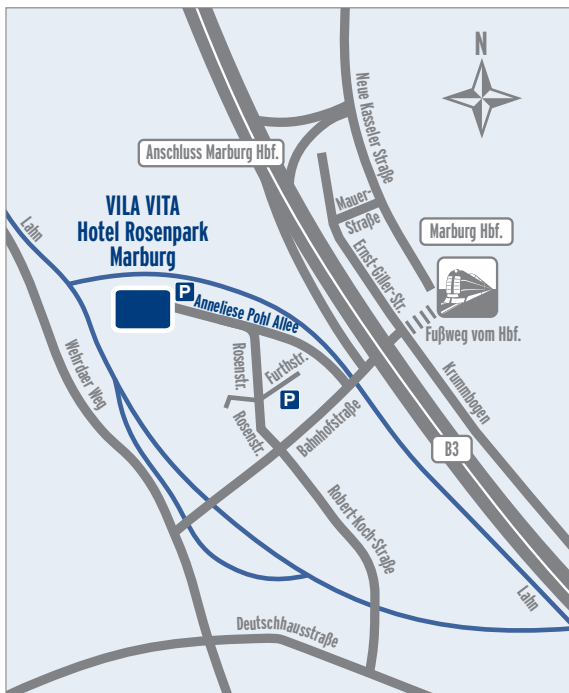 N
Neue Kasseler Straße
Anschluss Marburg Hbf.
Mauer-
Straße
VILA VITA
Hotel Rosenpark
Marburg
Lahn
Marburg Hbf.
Ernst-Giller-Str.
P
Anneliese Pohl Allee
Fußweg vom Hbf.
Wehrdaer Weg
Rosenstr.
Furthstr.
Krummbogen
P
Rosenstr.
Bahnhofstraße
B3
Robert-Koch-Straße
Lahn
Deutschhausstraße